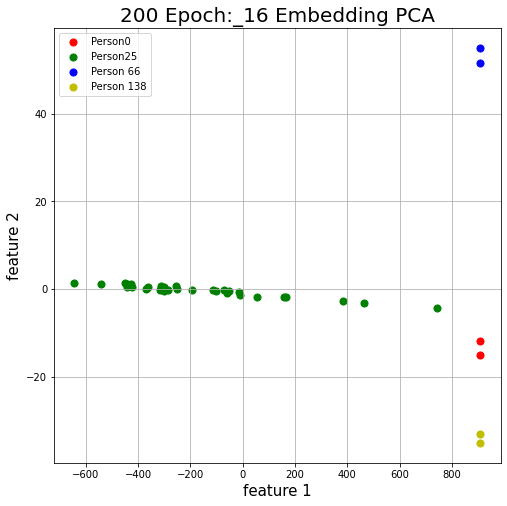 200 Epoch:_16 Embedding PCA
Person0
Person25
Person 66
Person 138
feature 2
40
20
0
−20
−600 −400 −200 0 200 400 600 800
feature 1